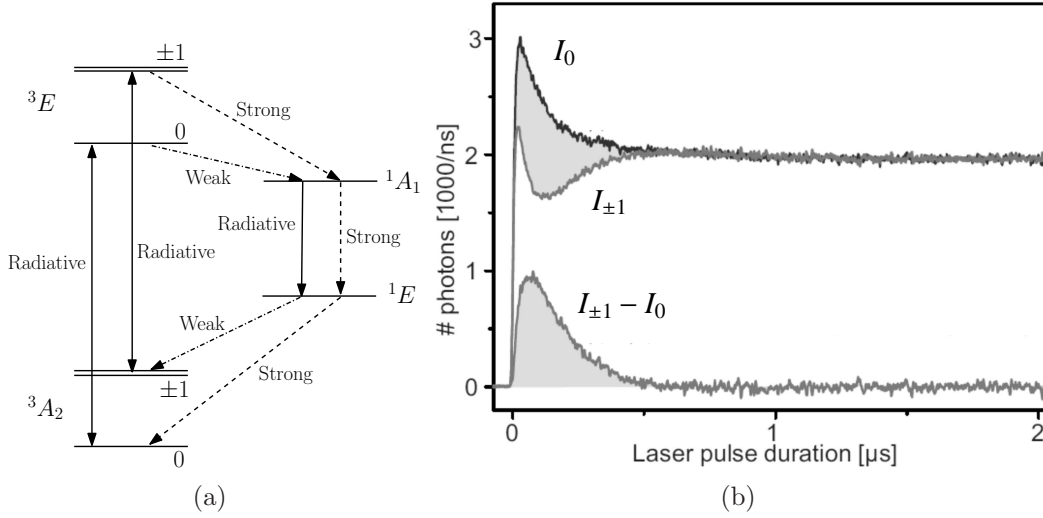 ±1
³E
Strong
0
Weak
¹A₁
Radiative
Radiative
Radiative
Strong
¹E
Weak
Strong
±1
³A₂
0
(a)
# photons [1000/ns]
3
2
1
0
I₀
I±₁
I±₁ − I₀
0
1
2
Laser pulse duration [µs]
(b)